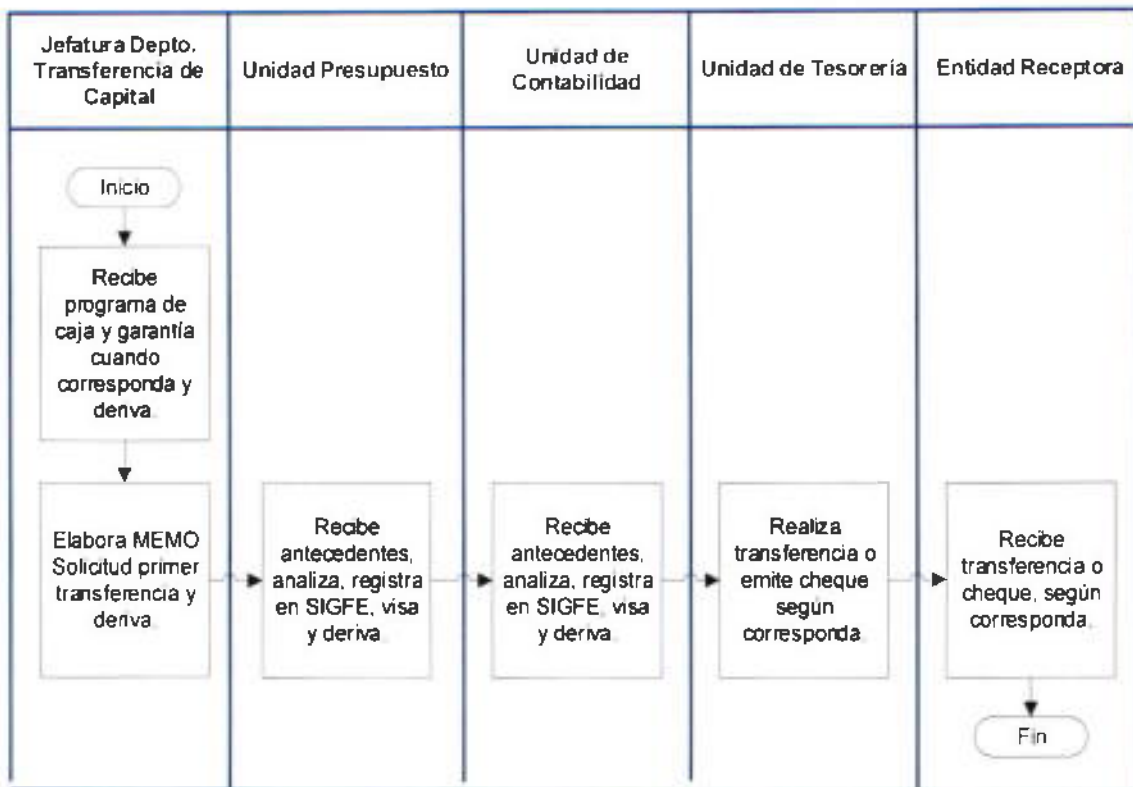 Jefatura Depto.
Transferencia de
Capital
Unidad Presupuesto
Unidad de
Contabilidad
Unidad de Tesorería
Entidad Receptora
Inicio
Recibe
programa de
caja y garantía
cuando
corresponda y
deriva.
Elabora MEMO
Solicitud primer
transferencia y
deriva
Recibe
antecedentes,
analiza, registra
en SIGFE, visa
y deriva.
Recibe
antecedentes,
analiza, registra
en SIGFE, visa
y deriva.
Realiza
transferencia o
emite cheque
según
corresponda.
Recibe
transferencia o
cheque, según
corresponda.
Fin